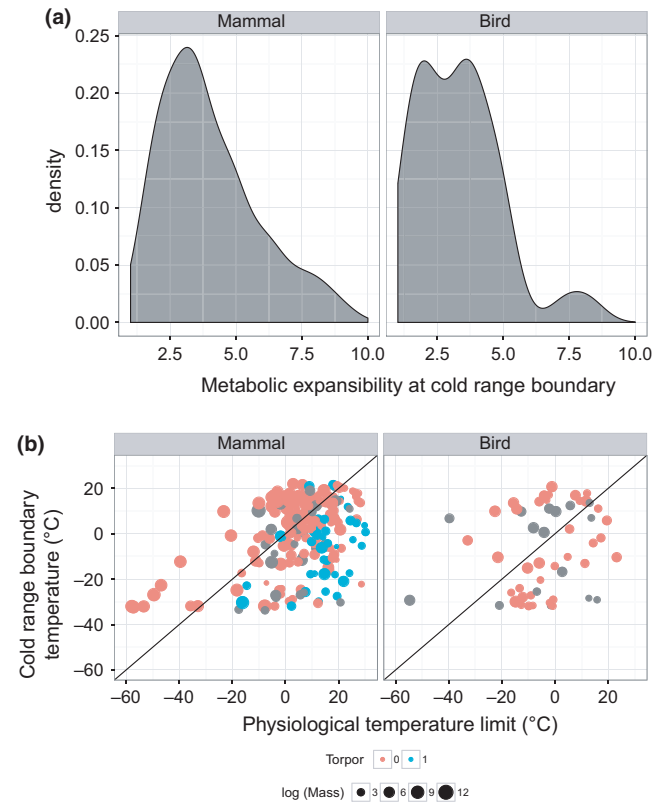 (a)
Mammal Bird
0.25
0.20
0.15
0.10
0.05
0.00
density
2.5 5.0 7.5 10.0 2.5 5.0 7.5 10.0
Metabolic expansibility at cold range boundary
(b)
Mammal Bird
20
0
−20
−40
−60
Cold range boundary
temperature (°C)
−60 −40 −20 0 20 −60 −40 −20 0 20
Physiological temperature limit (°C)
Torpor 0 1
log (Mass) 3 6 9 12